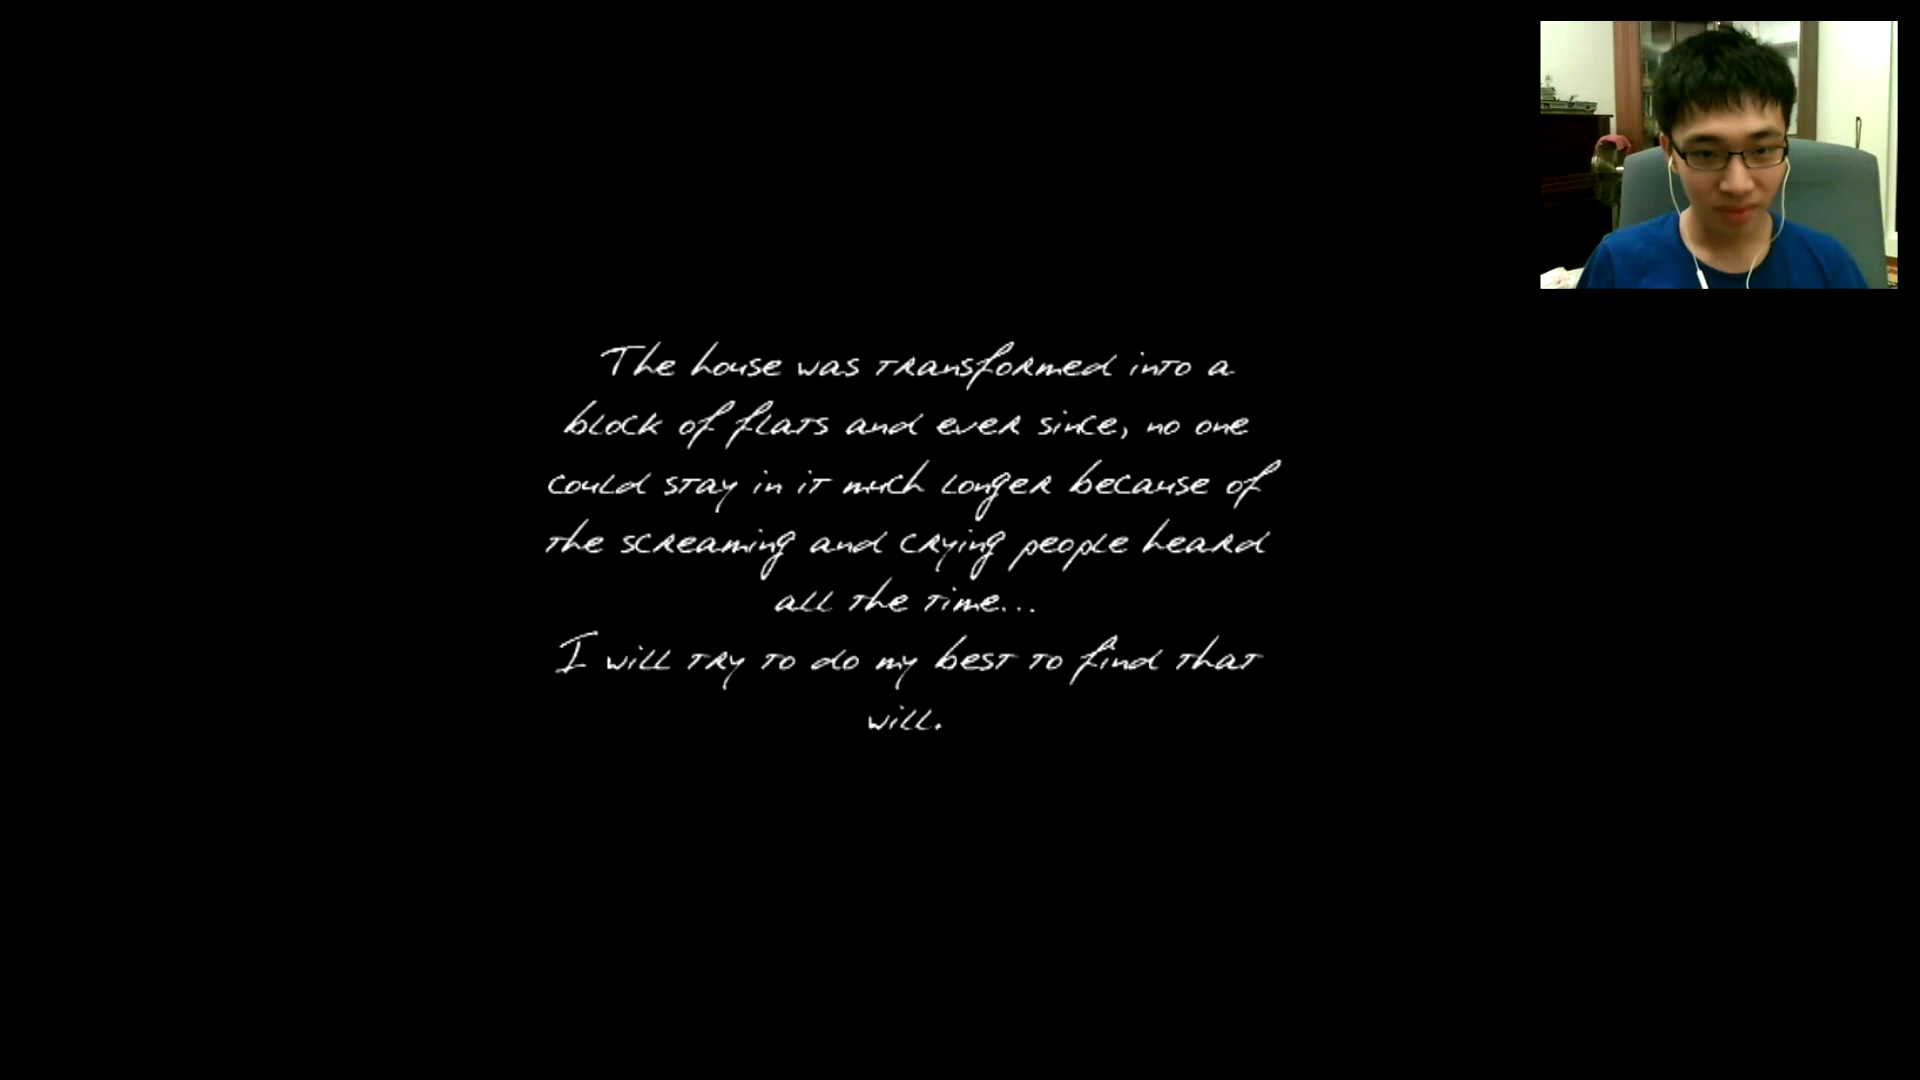 The house was transformed into a
block of flats and ever since, no one
could stay in it much longer because of
the screaming and crying people heard
all the time...
I will try to do my best to find that
will.